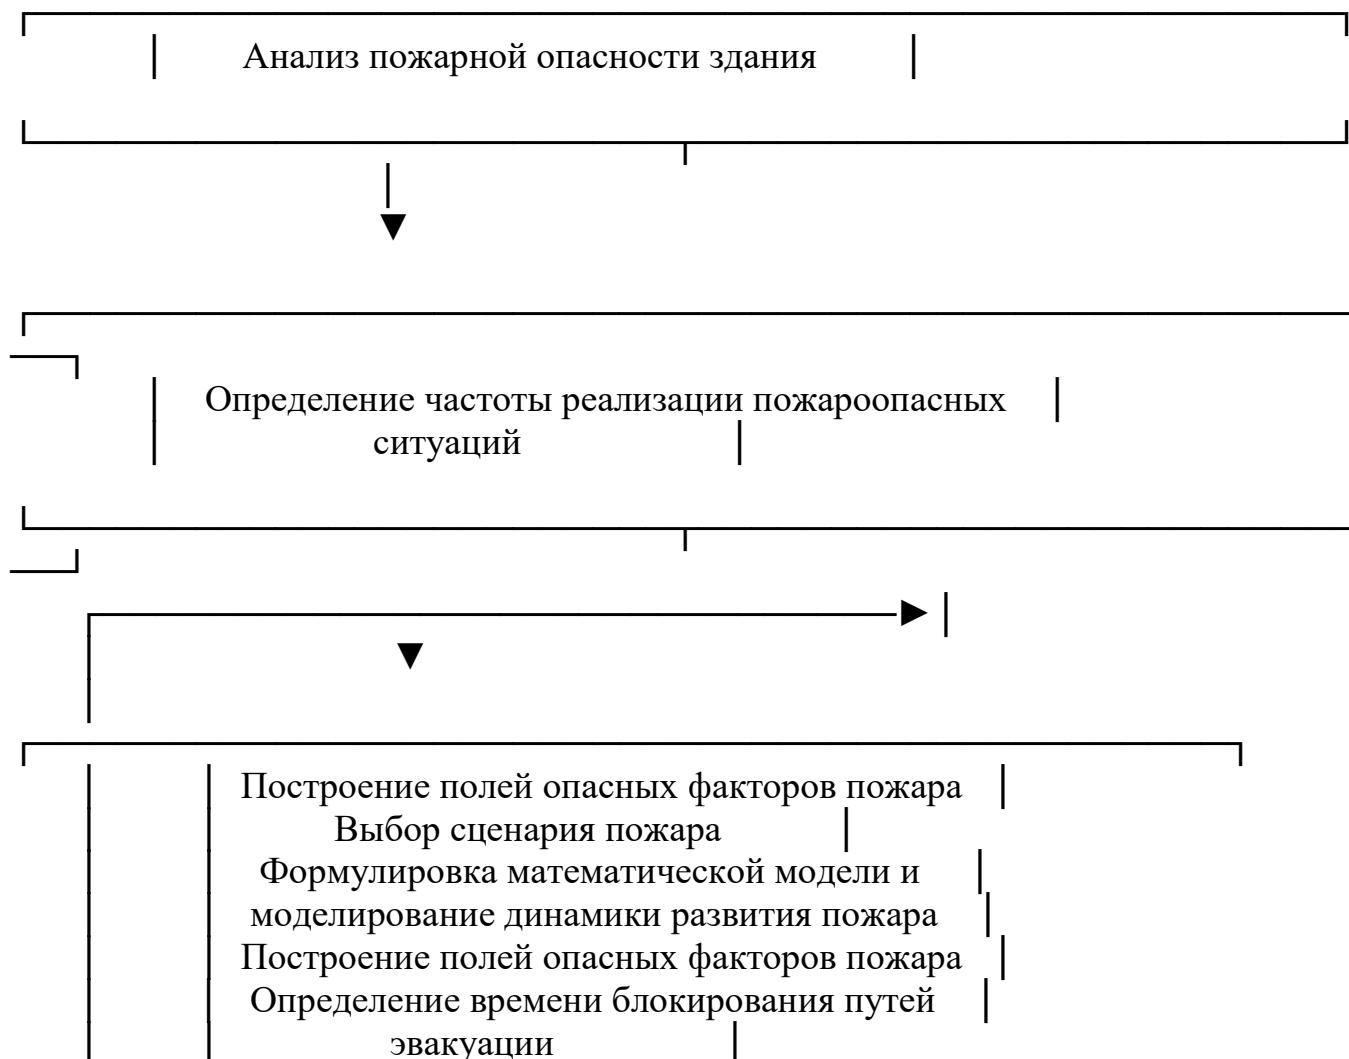 Анализ пожарной опасности здания
Определение частоты реализации пожароопасных
ситуаций
Построение полей опасных факторов пожара
Выбор сценария пожара
Формулировка математической модели и
моделирование динамики развития пожара
Построение полей опасных факторов пожара
Определение времени блокирования путей
эвакуации